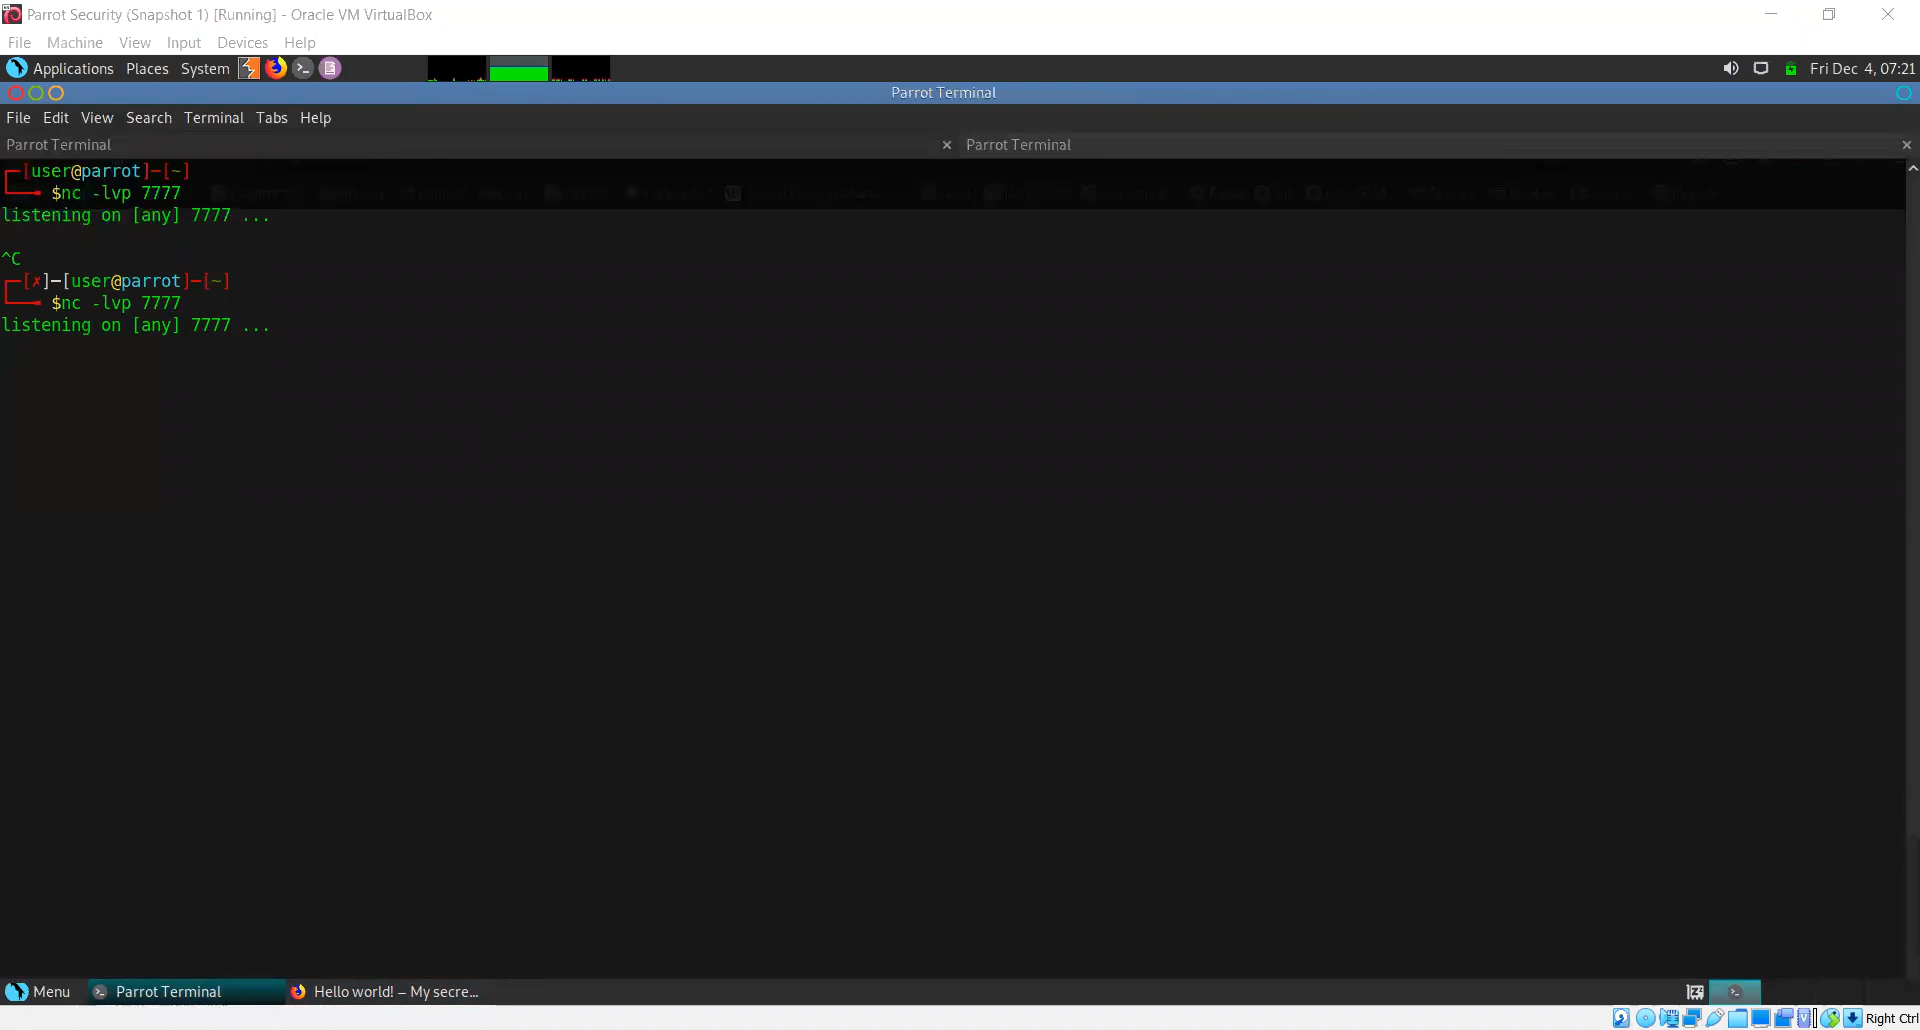 Parrot Security (Snapshot 1) [Running] - Oracle VM VirtualBox
File Machine View Input Devices Help
Applications Places System Fri Dec 4, 07:21
Parrot Terminal
File Edit View Search Terminal Tabs Help
Parrot Terminal × Parrot Terminal ×
┌─[user@parrot]─[~]
└──╼ $nc -lvp 7777
listening on [any] 7777 ...
^C
┌─[✗]─[user@parrot]─[~]
└──╼ $nc -lvp 7777
listening on [any] 7777 ...
Menu Parrot Terminal Hello world! – My secre...
Right Ctrl